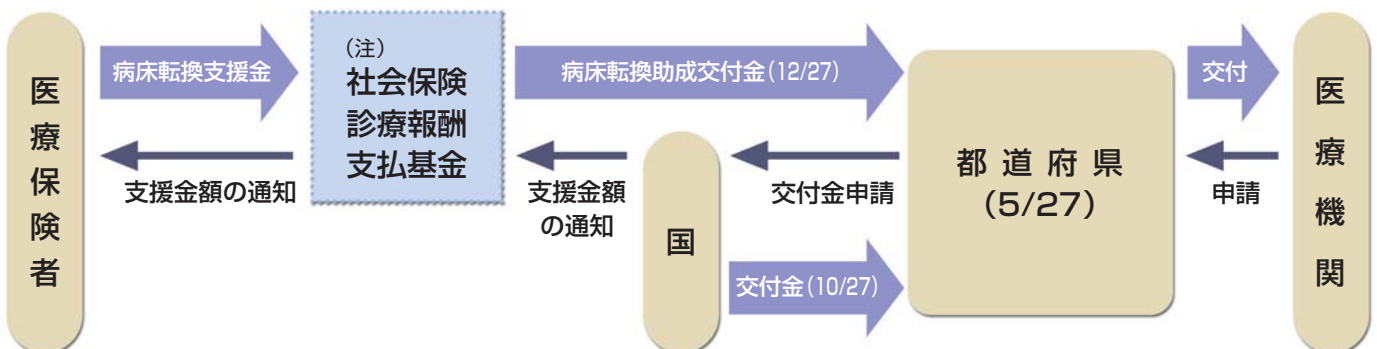 医療保険者
病床転換支援金
支援金額の通知
(注)
社会保険
診療報酬
支払基金
病床転換助成交付金(12/27)
支援金額
の通知
国
交付金申請
交付金(10/27)
都道府県
(5/27)
交付
申請
医療機関